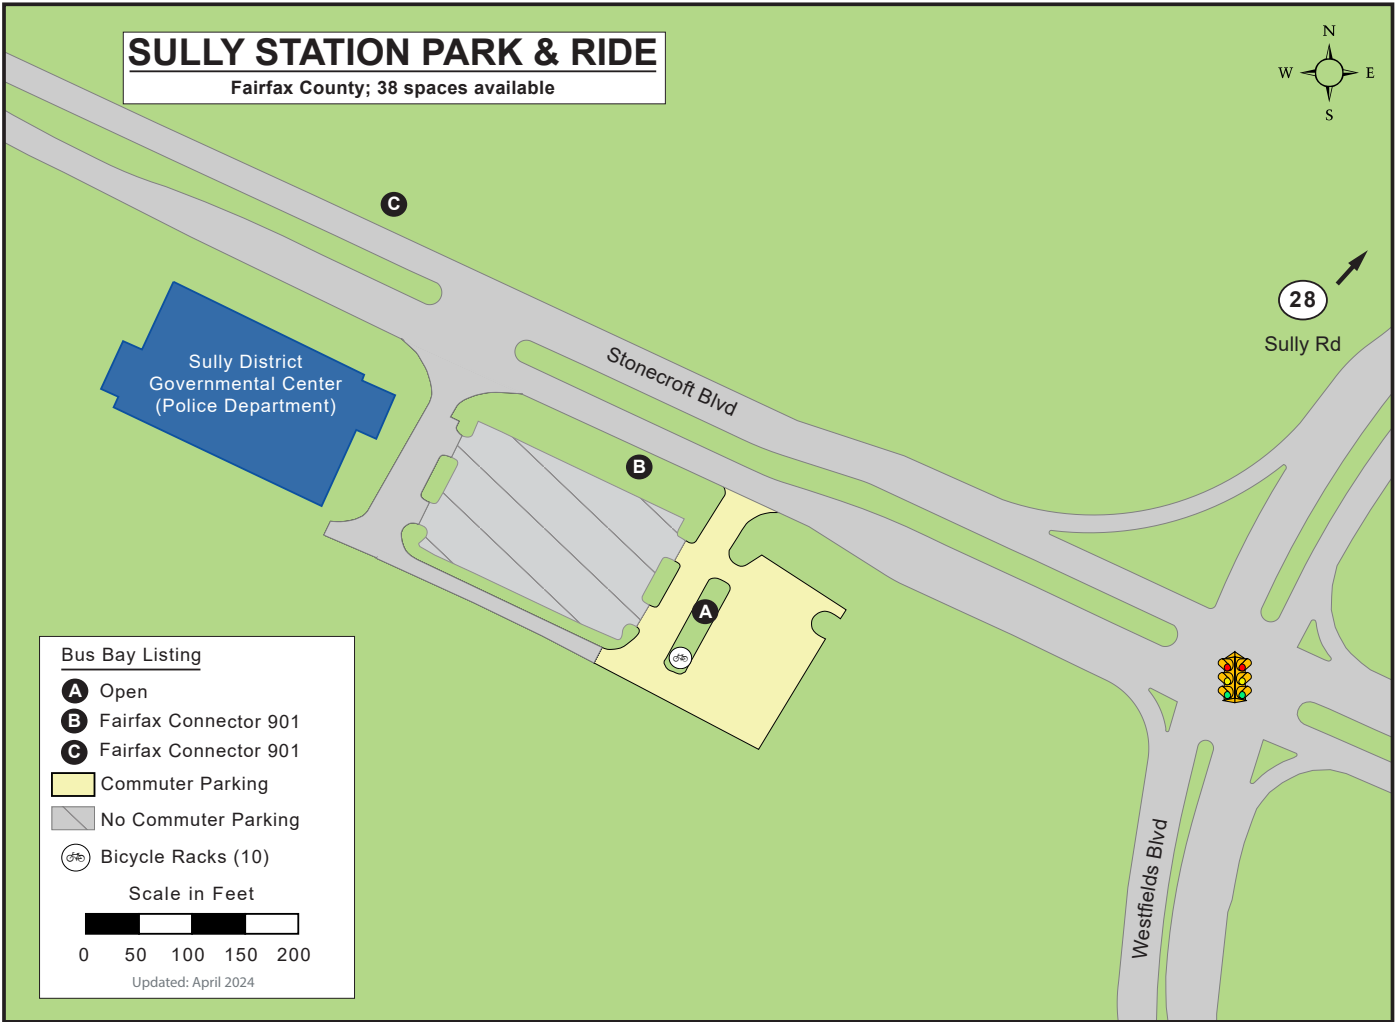 SULLY STATION PARK & RIDE
Fairfax County; 38 spaces available
N
W E
S
C
28
Sully Rd
Sully District
Governmental Center
(Police Department)
Stonecroft Blvd
B
A
Westfields Blvd
Bus Bay Listing
A Open
B Fairfax Connector 901
C Fairfax Connector 901
Commuter Parking
No Commuter Parking
Bicycle Racks (10)
Scale in Feet
0 50 100 150 200
Updated: April 2024